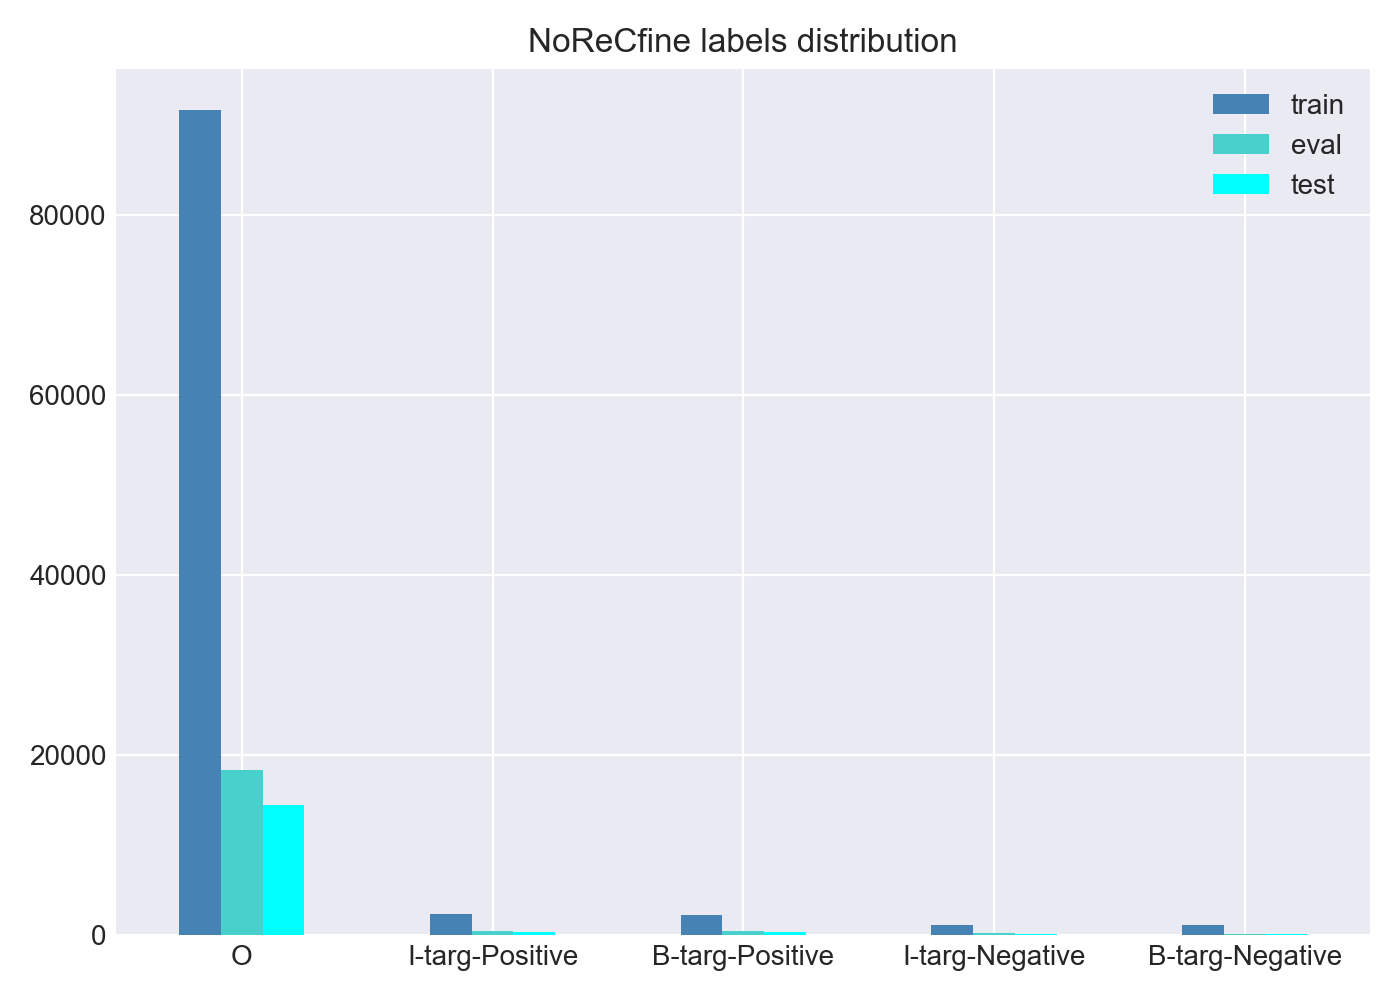 NoReCfine labels distribution
train
eval
test
80000
60000
40000
20000
0
O
I-targ-Positive
B-targ-Positive
I-targ-Negative
B-targ-Negative